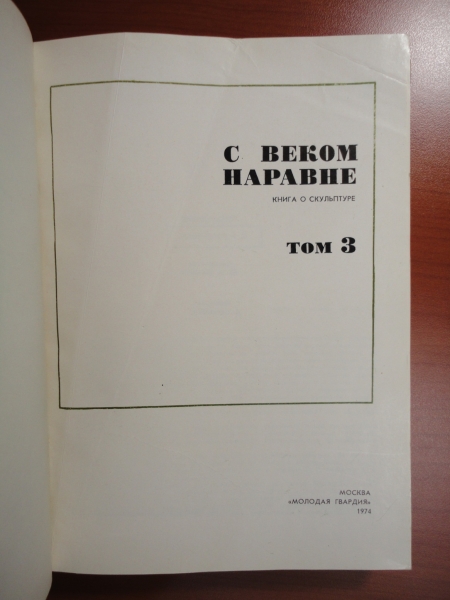 С ВЕКОМ
НАРАВНЕ
КНИГА О СКУЛЬПТУРЕ
ТОМ 3
МОСКВА
«МОЛОДАЯ ГВАРДИЯ»
1974